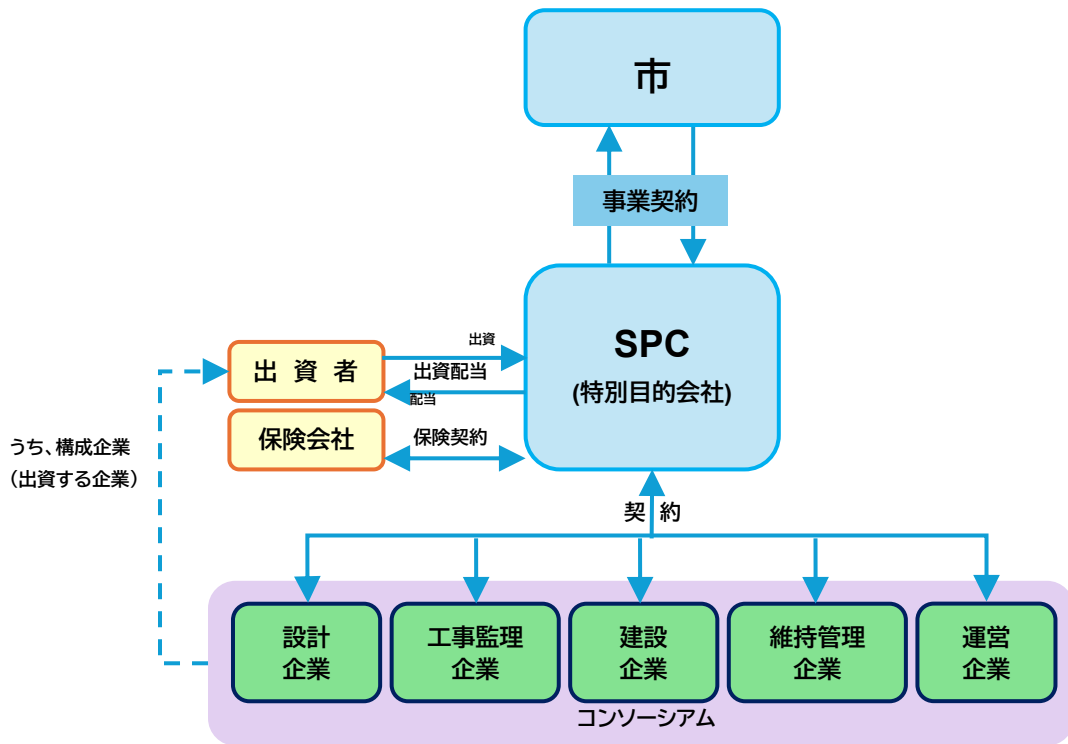 市
事業契約
SPC
(特別目的会社)
出資
出 資 者
出資配当
配当
保険会社
保険契約
うち、構成企業
（出資する企業）
契 約
設計
企業
工事監理
企業
建設
企業
維持管理
企業
運営
企業
コンソーシアム